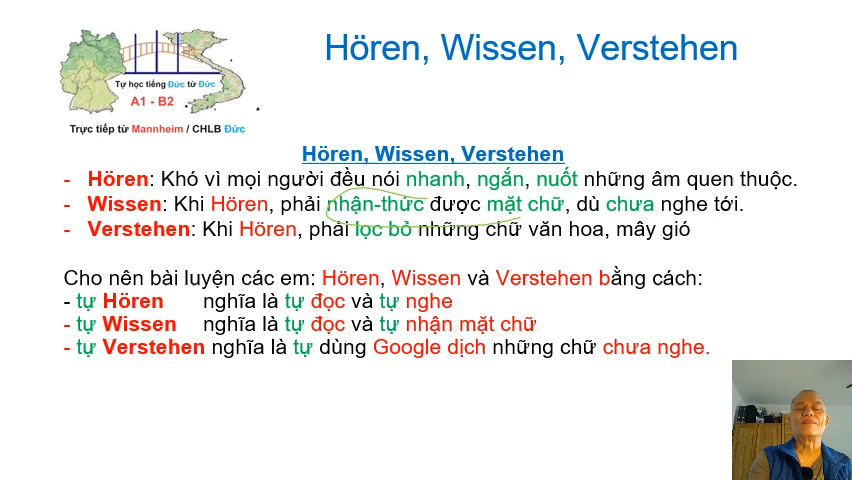 Hören, Wissen, Verstehen
Tự học tiếng Đức từ Đức
A1 - B2
Trực tiếp từ Mannheim / CHLB Đức
Hören, Wissen, Verstehen
- Hören: Khó vì mọi người đều nói nhanh, ngắn, nuốt những âm quen thuộc.
- Wissen: Khi Hören, phải nhận-thức được mặt chữ, dù chưa nghe tới.
- Verstehen: Khi Hören, phải lọc bỏ những chữ văn hoa, mây gió
Cho nên bài luyện các em: Hören, Wissen và Verstehen bằng cách:
- tự Hören nghĩa là tự đọc và tự nghe
- tự Wissen nghĩa là tự đọc và tự nhận mặt chữ
- tự Verstehen nghĩa là tự dùng Google dịch những chữ chưa nghe.